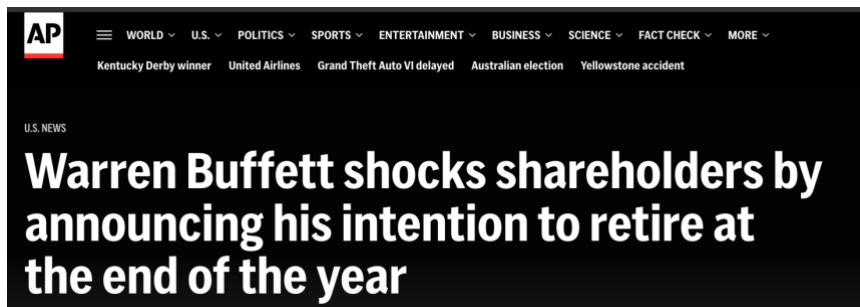 AP
WORLD U.S. POLITICS SPORTS ENTERTAINMENT BUSINESS SCIENCE FACT CHECK MORE
Kentucky Derby winner United Airlines Grand Theft Auto VI delayed Australian election Yellowstone accident
U.S. NEWS
Warren Buffett shocks shareholders by
announcing his intention to retire at
the end of the year